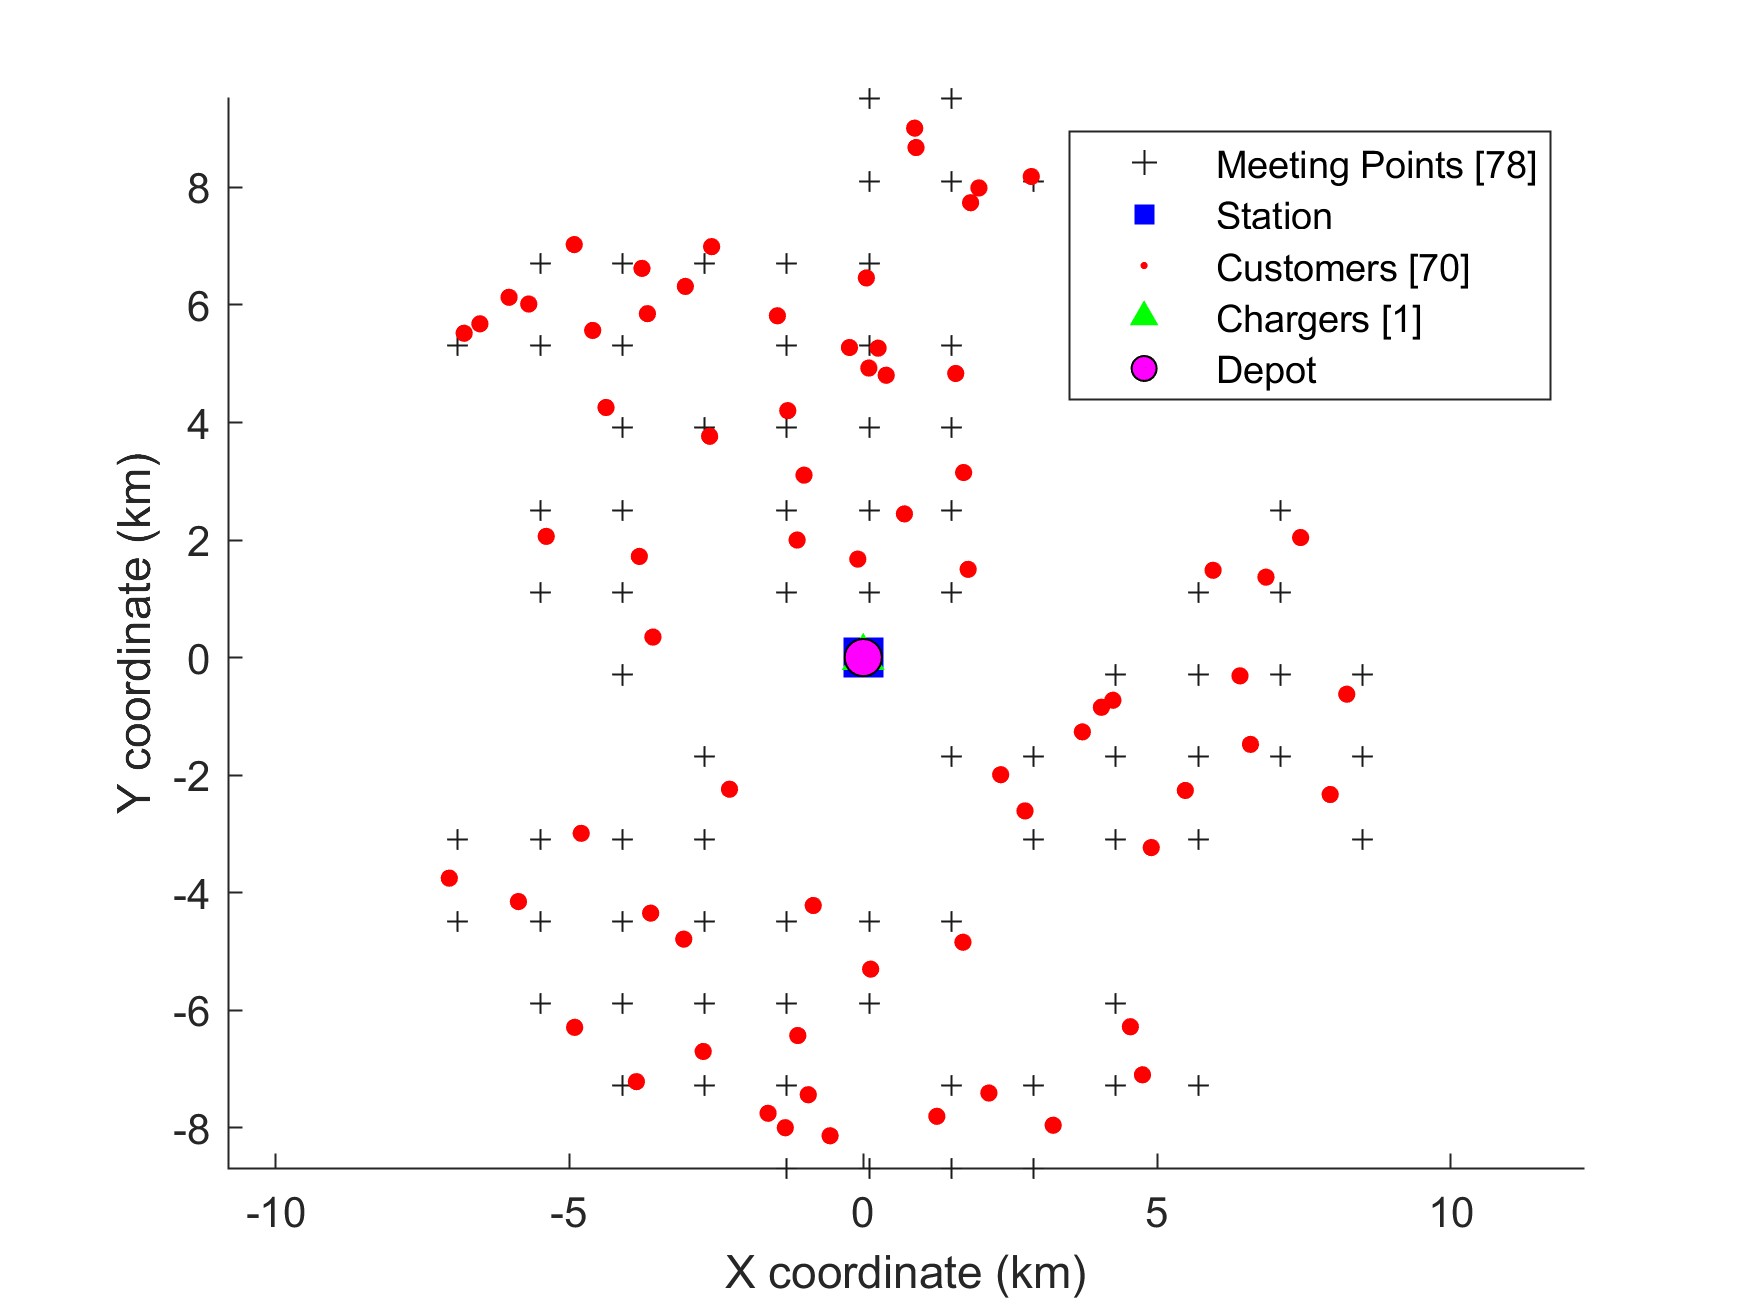 Meeting Points [78]
Station
Customers [70]
Chargers [1]
Depot
8
6
4
2
0
-2
-4
-6
-8
Y coordinate (km)
-10 -5 0 5 10
X coordinate (km)